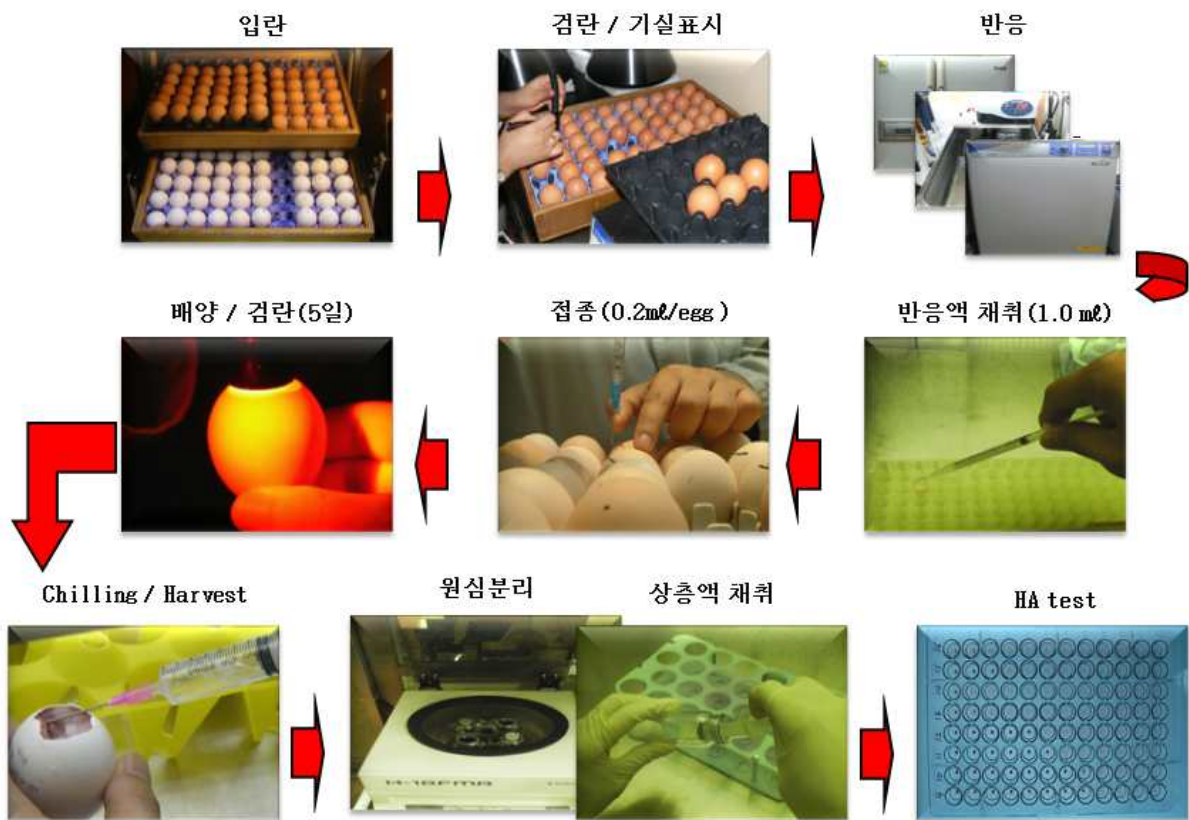 입란
검란 / 기실표시
반응
배양 / 검란(5일)
접종(0.2㎖/egg)
반응액 채취(1.0㎖)
Chilling / Harvest
원심분리
상층액 채취
HA test